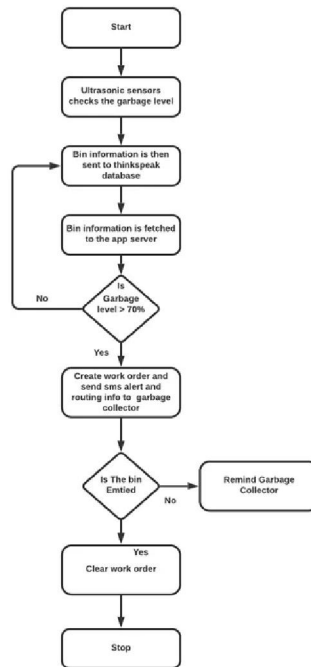 Start
Ultrasonic sensors
checks the garbage level
Bin information is then
sent to thinkspeak
database
Bin information is fetched
to the app server
Is
Garbage
level > 70%
No
Yes
Create work order and
send sms alert and
routing info to garbage
collector
Is The bin
Emtied
No
Remind Garbage
Collector
Yes
Clear work order
Stop